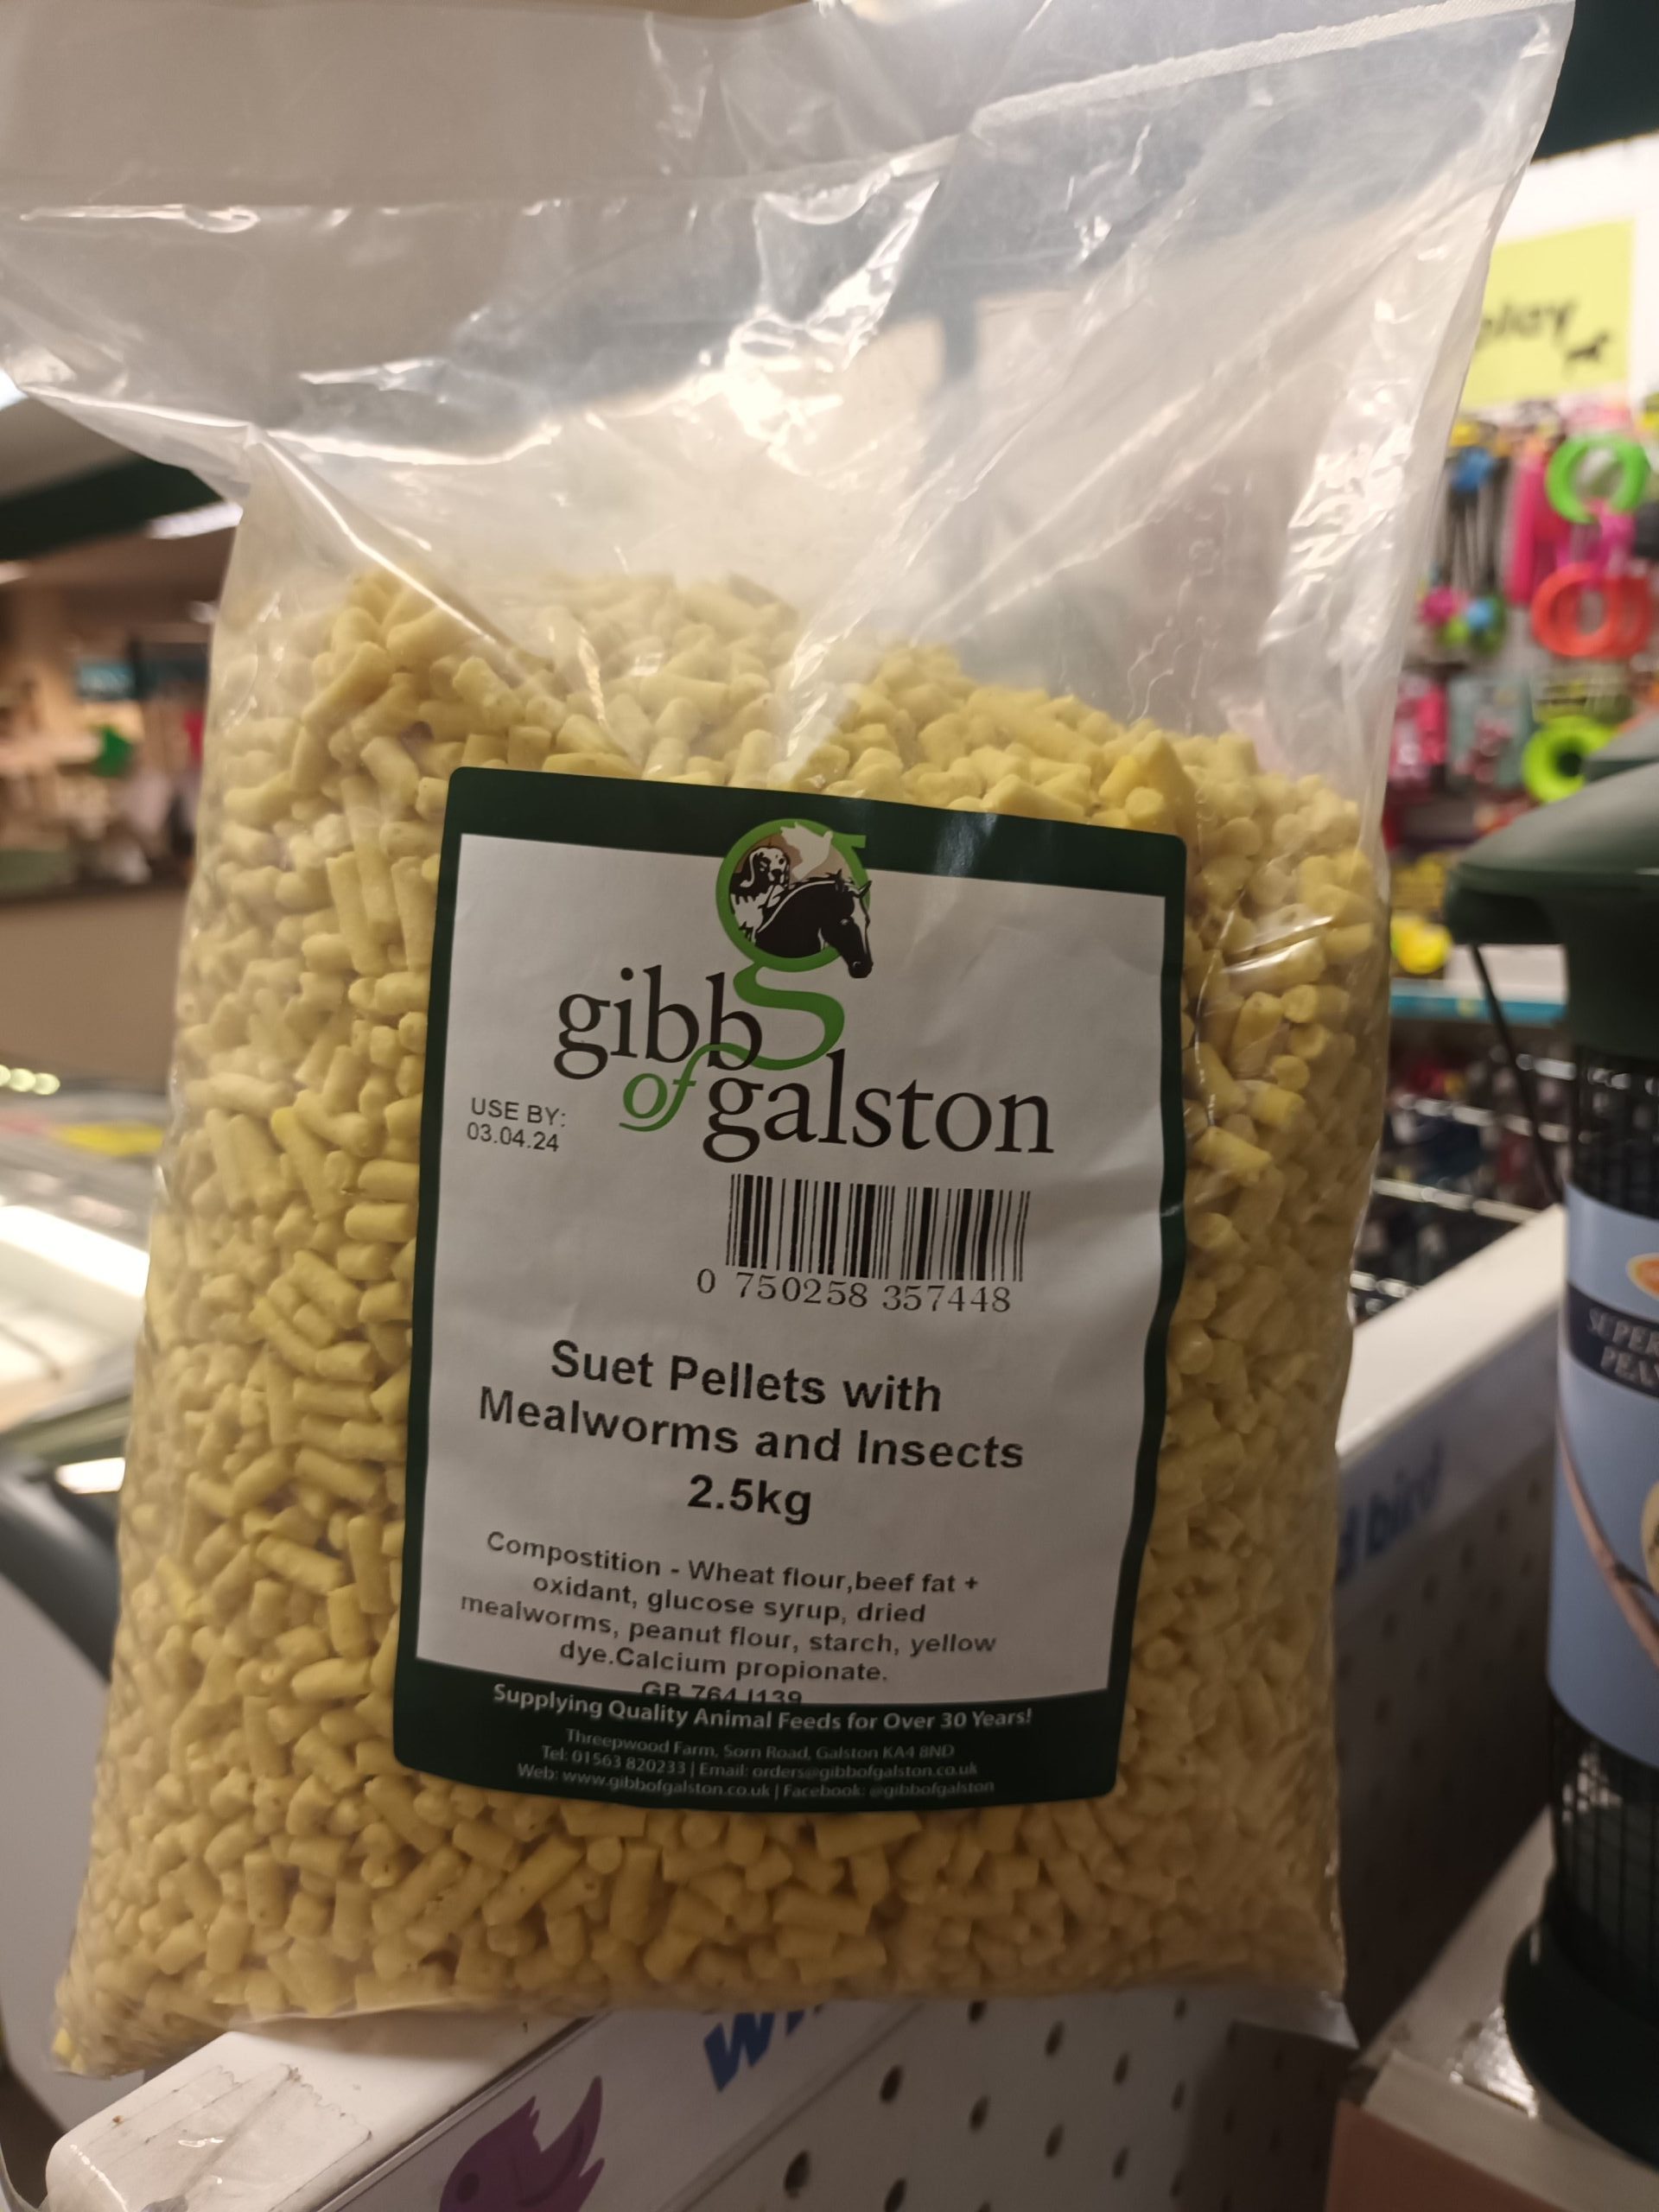 play
gibbs
of galston
USE BY:
03.04.24
0 750258 357448
Suet Pellets with
Mealworms and Insects
2.5kg
Compostition - Wheat flour,beef fat +
oxidant, glucose syrup, dried
mealworms, peanut flour, starch, yellow
dye.Calcium propionate.
Supplying Quality Animal Feeds for Over 30 Years!
Threepwood Farm, Sorn Road, Galston KA4 8ND
Tel: 01563 820233 | Email: orders@gibbofgalston.co.uk
Web: www.gibbofgalston.co.uk | Facebook: @gibbofgalston
bird